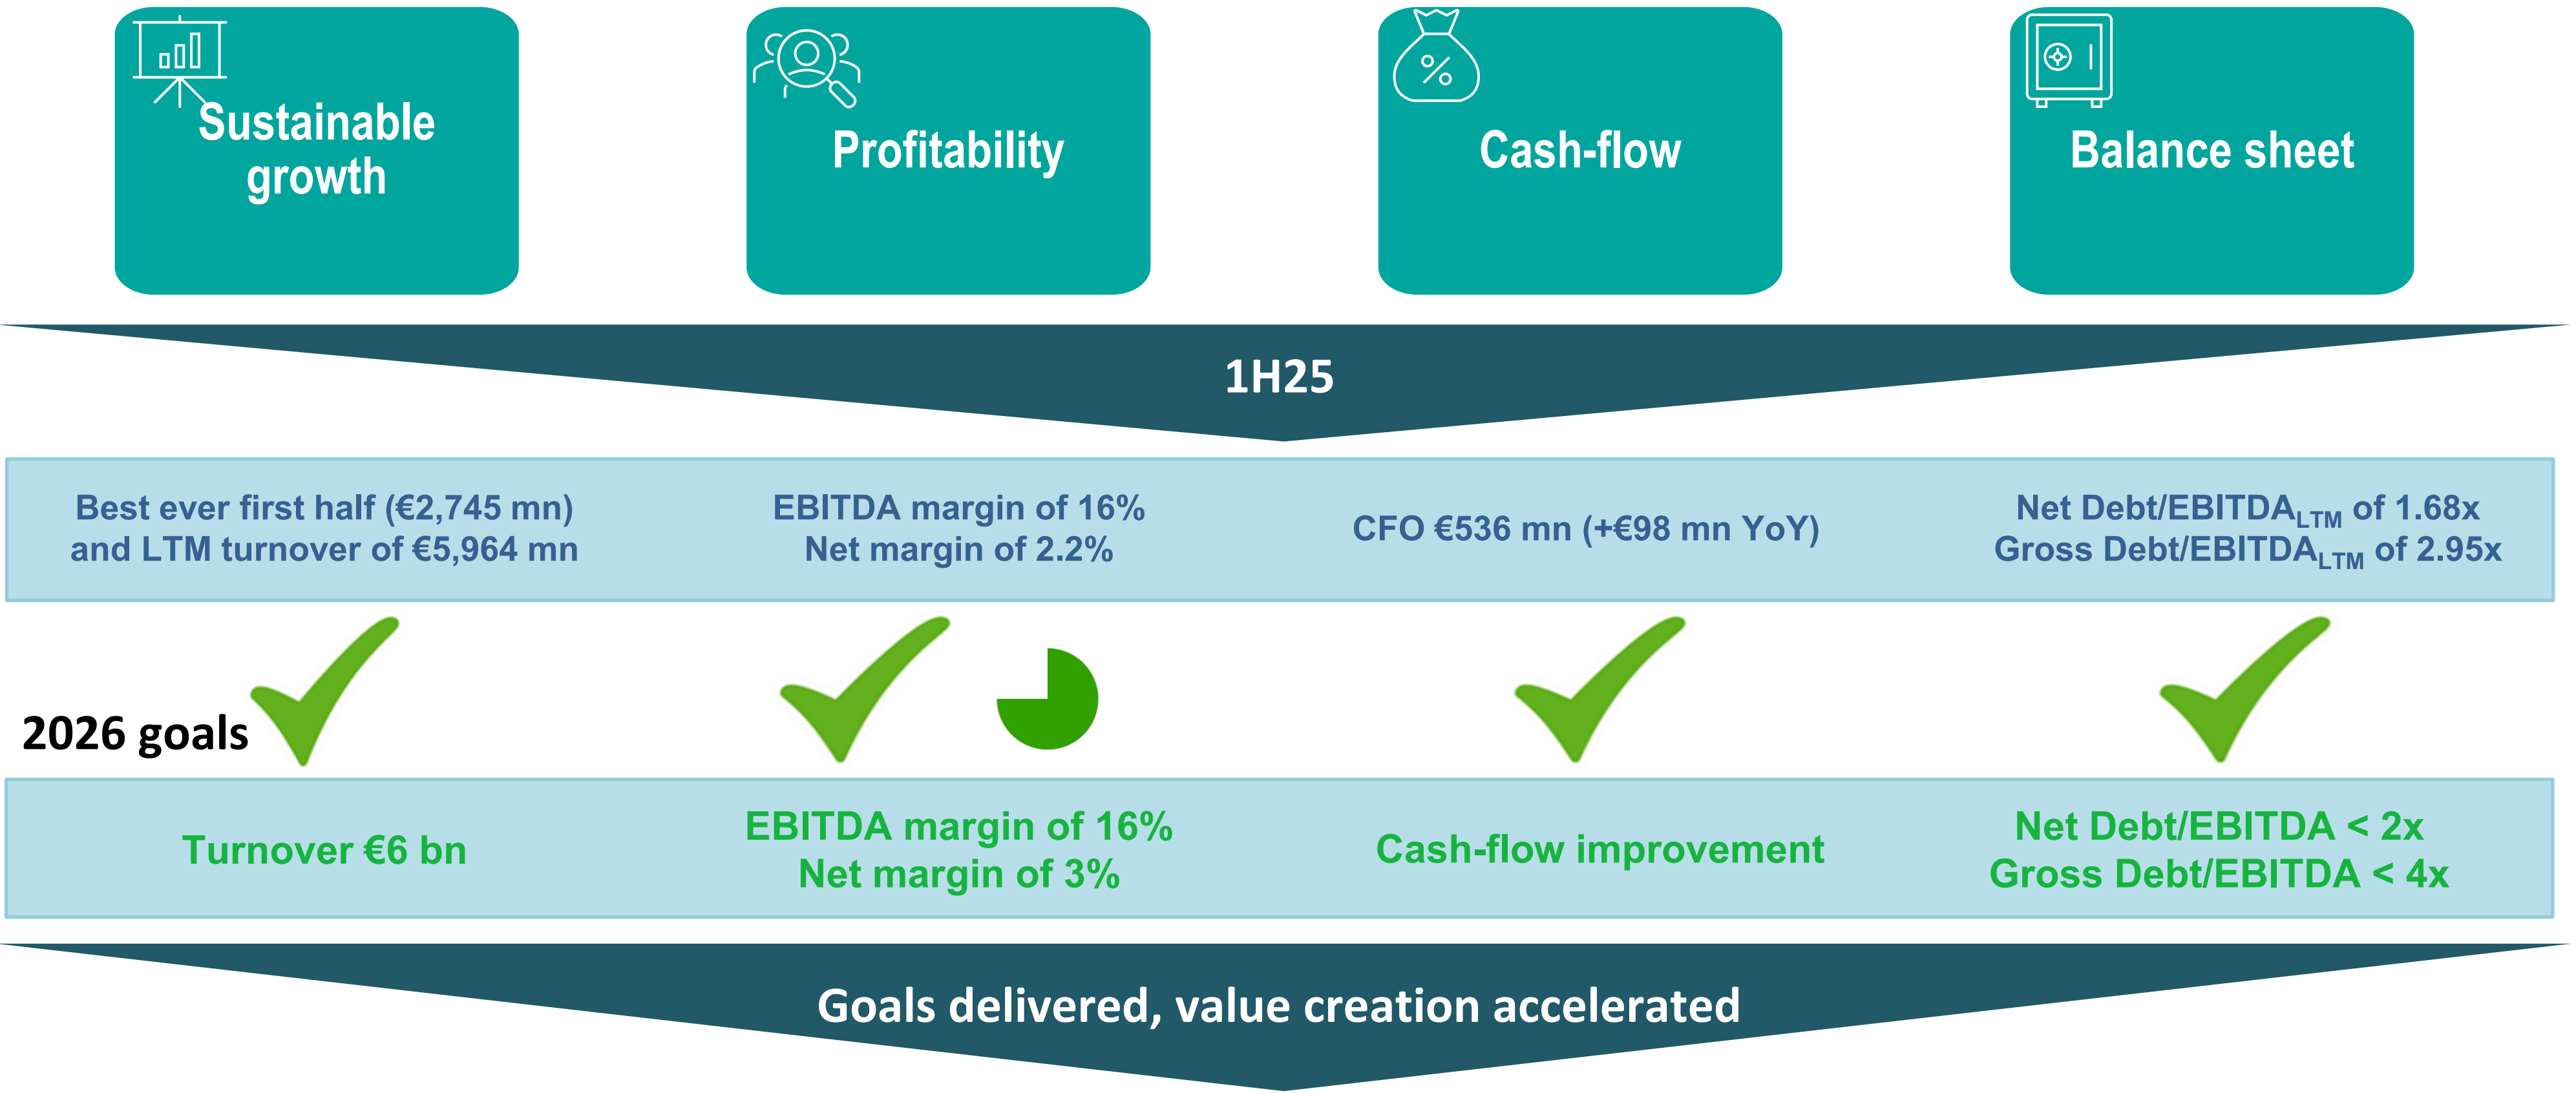 Sustainable
growth
Profitability
Cash-flow
Balance sheet
1H25
Best ever first half (€2,745 mn)
and LTM turnover of €5,964 mn
EBITDA margin of 16%
Net margin of 2.2%
CFO €536 mn (+€98 mn YoY)
Net Debt/EBITDA LTM of 1.68x
Gross Debt/EBITDA LTM of 2.95x
2026 goals
Turnover €6 bn
EBITDA margin of 16%
Net margin of 3%
Cash-flow improvement
Net Debt/EBITDA < 2x
Gross Debt/EBITDA < 4x
Goals delivered, value creation accelerated